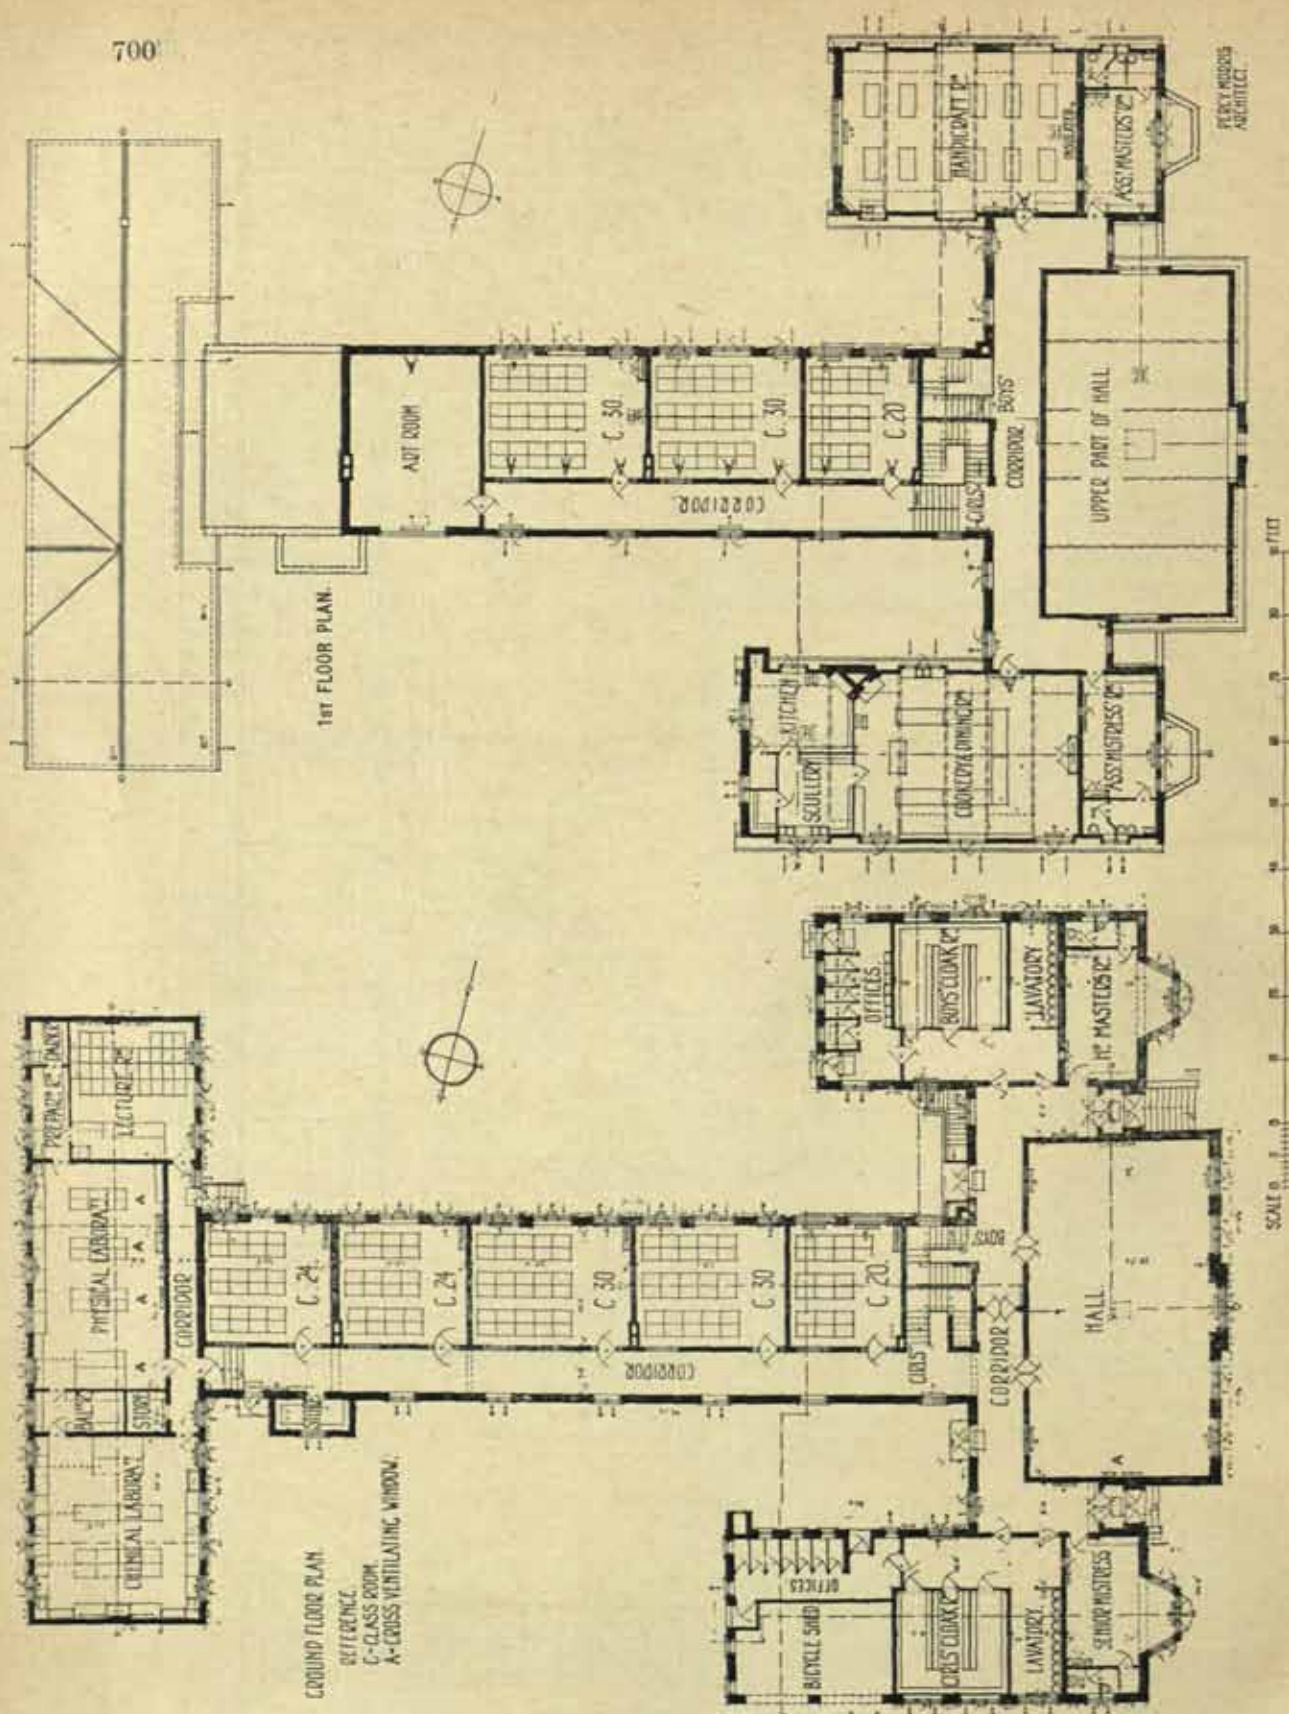 700
PERCY MORRIS
ARCHITECT.
HANDICRAFT Rᴹ
ASSᵀ MASTERS' Rᴹ
ART ROOM
C. 30.
C. 30
C 20
CORRIDOR
GIRLS'
BOYS'
CORRIDOR
UPPER PART OF HALL.
1ST FLOOR PLAN.
KITCHEN
SCULLERY
COOKERY & DINING Rᴹ
ASSᵀ MISTRESS' Rᴹ
PREPARᴺ Rᴹ
DARK
LECTURE Rᴹ
PHYSICAL LABORAᵀʸ
A
A
A
A
BALᶜᴱ
STORE
CHEMICAL LABORAᵀʸ
CORRIDOR
C. 24
C. 24
C. 30
C. 30
C 20.
CORRIDOR
GIRLS'
BOYS'
CORRIDOR
HALL.
A
OFFICES.
BOYS' CLOAK Rᴹ
LAVATORY
Hᴰ MASTERS Rᴹ
BICYCLE SHED
OFFICES
GIRLS' CLOAK Rᴹ
LAVATORY.
SENIOR MISTRESS
GROUND FLOOR PLAN.
REFERENCE.
C-CLASS ROOM.
A-CROSS VENTILATING WINDOW.
SCALE
FEET